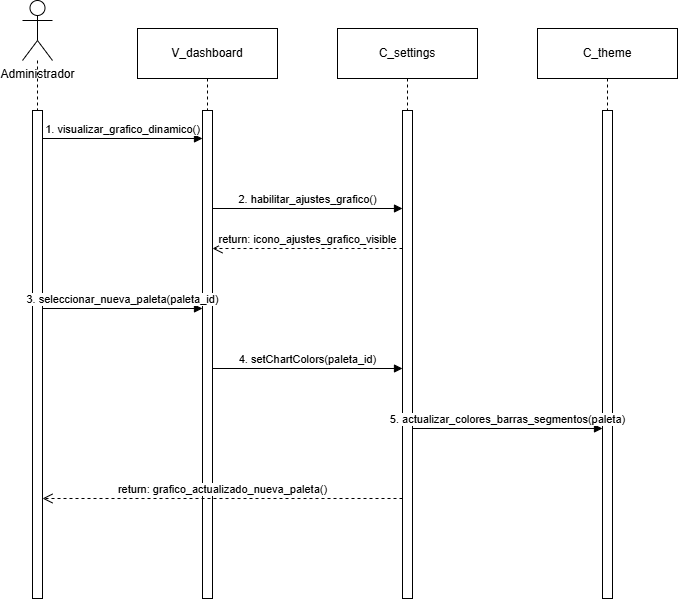 V_dashboard
C_settings
C_theme
Administrador
1. visualizar_grafico_dinamico()
2. habilitar_ajustes_grafico()
return: icono_ajustes_grafico_visible
3. seleccionar_nueva_paleta(paleta_id)
4. setChartColors(paleta_id)
5. actualizar_colores_barras_segmentos(paleta)
return: grafico_actualizado_nueva_paleta()